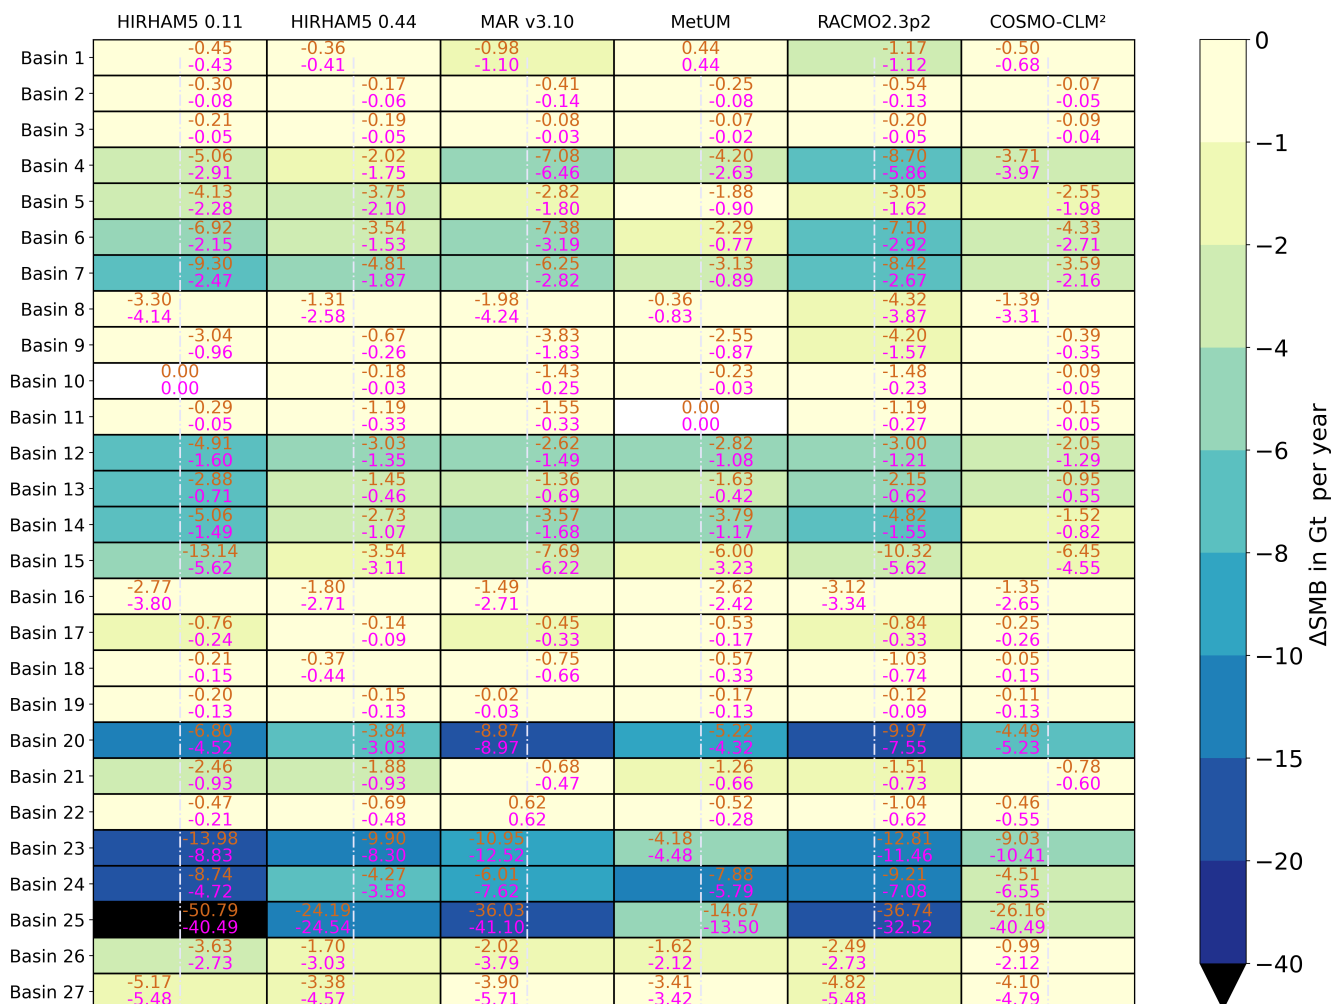 HIRHAM5 0.11 HIRHAM5 0.44 MAR v3.10 MetUM RACMO2.3p2 COSMO-CLM²
-0.45 -0.36 -0.98 0.44 -1.17 -0.50
Basin 1
-0.43 -0.41 -1.10 0.44 -1.12 -0.68
-0.30 -0.17 -0.41 -0.25 -0.54 -0.07
Basin 2
-0.08 -0.06 -0.14 -0.08 -0.13 -0.05
-0.21 -0.19 -0.08 -0.07 -0.20 -0.09
Basin 3
-0.05 -0.05 -0.03 -0.02 -0.05 -0.04
-5.06 -2.02 -7.08 -4.20 -8.70 -3.71
Basin 4
-2.91 -1.75 -6.46 -2.63 -5.86 -3.97
-4.13 -3.75 -2.82 -1.88 -3.05 -2.55
Basin 5
-2.28 -2.10 -1.80 -0.90 -1.62 -1.98
-6.92 -3.54 -7.38 -2.29 -7.10 -4.33
Basin 6
-2.15 -1.53 -3.19 -0.77 -2.92 -2.71
-9.30 -4.81 -6.25 -3.13 -8.42 -3.59
Basin 7
-2.47 -1.87 -2.82 -0.89 -2.67 -2.16
-3.30 -1.31 -1.98 -0.36 -4.32 -1.39
Basin 8
-4.14 -2.58 -4.24 -0.83 -3.87 -3.31
-3.04 -0.67 -3.83 -2.55 -4.20 -0.39
Basin 9
-0.96 -0.26 -1.83 -0.87 -1.57 -0.35
0.00 -0.18 -1.43 -0.23 -1.48 -0.09
Basin 10
0.00 -0.03 -0.25 -0.03 -0.23 -0.05
-0.29 -1.19 -1.55 0.00 -1.19 -0.15
Basin 11
-0.05 -0.33 -0.33 0.00 -0.27 -0.05
-4.91 -3.03 -2.62 -2.82 -3.00 -2.05
Basin 12
-1.60 -1.35 -1.49 -1.08 -1.21 -1.29
-2.88 -1.45 -1.36 -1.63 -2.15 -0.95
Basin 13
-0.71 -0.46 -0.69 -0.42 -0.62 -0.55
-5.06 -2.73 -3.57 -3.79 -4.82 -1.52
Basin 14
-1.49 -1.07 -1.68 -1.17 -1.55 -0.82
-13.14 -3.54 -7.69 -6.00 -10.32 -6.45
Basin 15
-5.62 -3.11 -6.22 -3.23 -5.62 -4.55
-2.77 -1.80 -1.49 -2.62 -3.12 -1.35
Basin 16
-3.80 -2.71 -2.71 -2.42 -3.34 -2.65
-0.76 -0.14 -0.45 -0.53 -0.84 -0.25
Basin 17
-0.24 -0.09 -0.33 -0.17 -0.33 -0.26
-0.21 -0.37 -0.75 -0.57 -1.03 -0.05
Basin 18
-0.15 -0.44 -0.66 -0.33 -0.74 -0.15
-0.20 -0.15 -0.02 -0.17 -0.12 -0.11
Basin 19
-0.13 -0.13 -0.03 -0.13 -0.09 -0.13
-6.80 -3.84 -8.87 -5.22 -9.97 -4.49
Basin 20
-4.52 -3.03 -8.97 -4.32 -7.55 -5.23
-2.46 -1.88 -0.68 -1.26 -1.51 -0.78
Basin 21
-0.93 -0.93 -0.47 -0.66 -0.73 -0.60
-0.47 -0.69 0.62 -0.52 -1.04 -0.46
Basin 22
-0.21 -0.48 0.62 -0.28 -0.62 -0.55
-13.98 -9.90 -10.95 -4.18 -12.81 -9.03
Basin 23
-8.83 -8.30 -12.52 -4.48 -11.46 -10.41
-8.74 -4.27 -6.01 -7.88 -9.21 -4.51
Basin 24
-4.72 -3.58 -7.62 -5.79 -7.08 -6.55
-50.79 -24.19 -36.03 -14.67 -36.74 -26.16
Basin 25
-40.49 -24.54 -41.10 -13.50 -32.52 -40.49
-3.63 -1.70 -2.02 -1.62 -2.49 -0.99
Basin 26
-2.73 -3.03 -3.79 -2.12 -2.73 -2.12
-5.17 -3.38 -3.90 -3.41 -4.82 -4.10
Basin 27
-5.48 -4.57 -5.71 -3.42 -5.48 -4.79
0
−1
−2
−4
−6
−8
−10
−15
−20
−40
ΔSMB in Gt per year